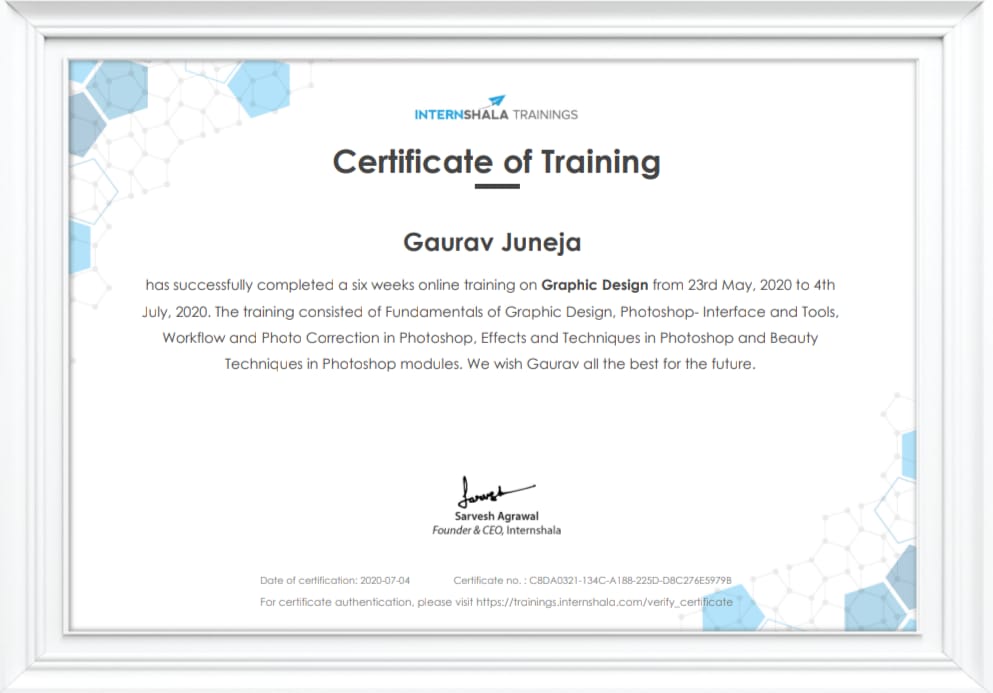 INTERNSHALA TRAININGS
Certificate of Training
Gaurav Juneja
has successfully completed a six weeks online training on Graphic Design from 23rd May, 2020 to 4th
July, 2020. The training consisted of Fundamentals of Graphic Design, Photoshop- Interface and Tools,
Workflow and Photo Correction in Photoshop, Effects and Techniques in Photoshop and Beauty
Techniques in Photoshop modules. We wish Gaurav all the best for the future.
Sarvesh
Sarvesh Agrawal
Founder & CEO, Internshala
Date of certification: 2020-07-04 Certificate no. : C8DA0321-134C-A188-225D-D8C276E5979B
For certificate authentication, please visit https://trainings.internshala.com/verify_certificate